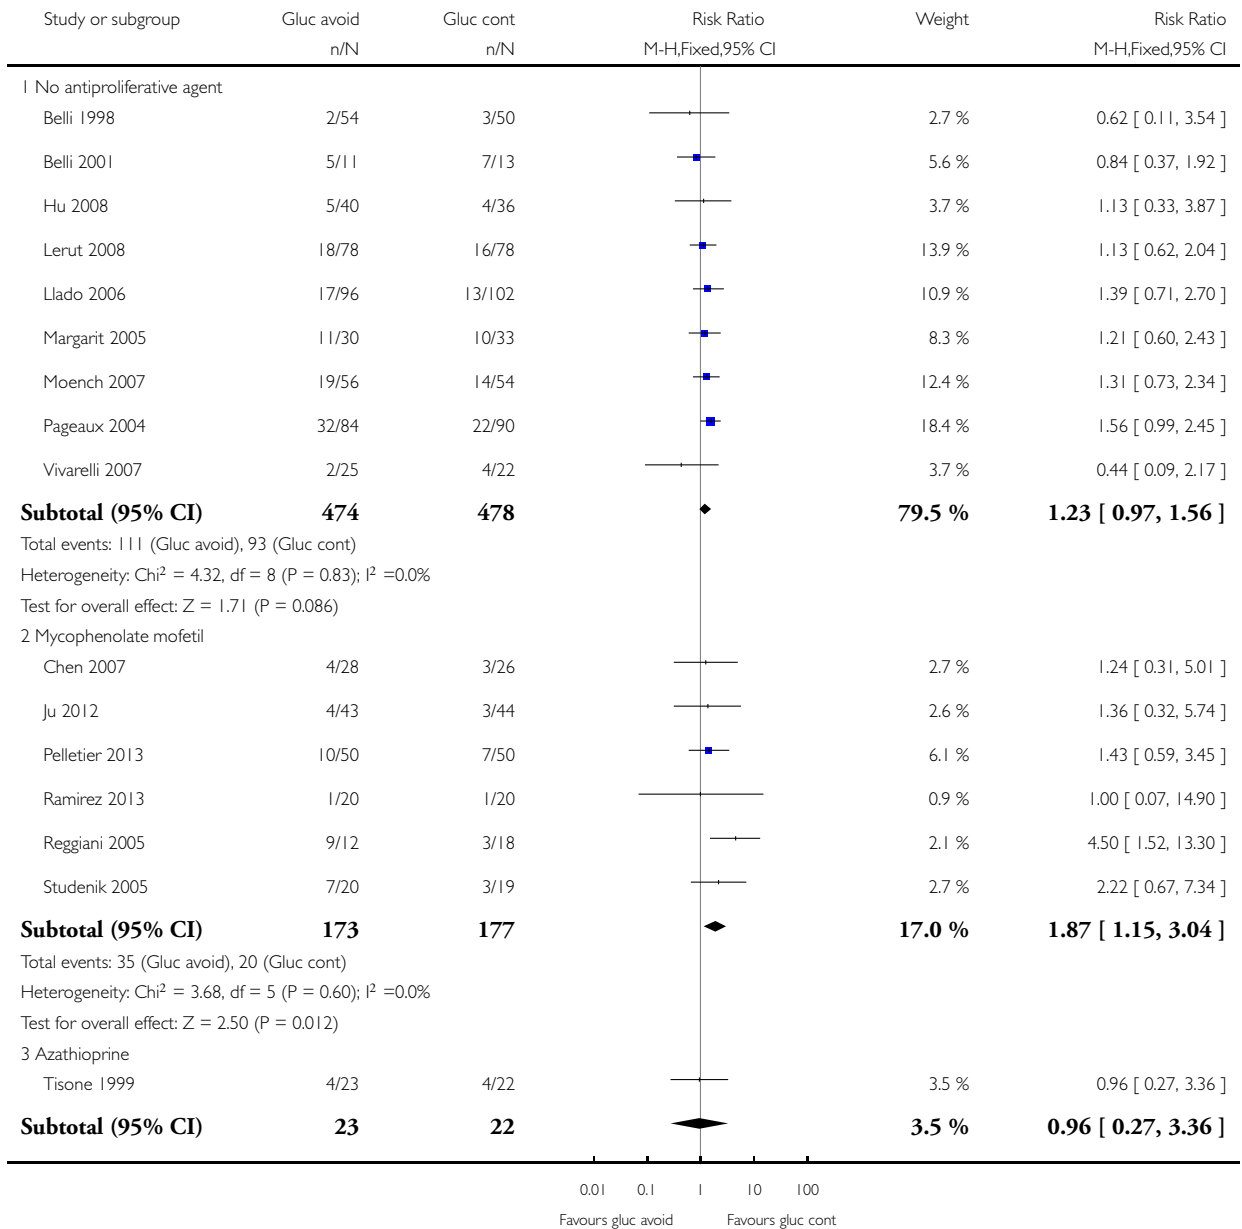 Study or subgroup Gluc avoid Gluc cont Risk Ratio Weight Risk Ratio
n/N n/N M-H,Fixed,95% CI M-H,Fixed,95% CI
1 No antiproliferative agent
Belli 1998 2/54 3/50 2.7 % 0.62 [ 0.11, 3.54 ]
Belli 2001 5/11 7/13 5.6 % 0.84 [ 0.37, 1.92 ]
Hu 2008 5/40 4/36 3.7 % 1.13 [ 0.33, 3.87 ]
Lerut 2008 18/78 16/78 13.9 % 1.13 [ 0.62, 2.04 ]
Llado 2006 17/96 13/102 10.9 % 1.39 [ 0.71, 2.70 ]
Margarit 2005 11/30 10/33 8.3 % 1.21 [ 0.60, 2.43 ]
Moench 2007 19/56 14/54 12.4 % 1.31 [ 0.73, 2.34 ]
Pageaux 2004 32/84 22/90 18.4 % 1.56 [ 0.99, 2.45 ]
Vivarelli 2007 2/25 4/22 3.7 % 0.44 [ 0.09, 2.17 ]
Subtotal (95% CI) 474 478 79.5 % 1.23 [ 0.97, 1.56 ]
Total events: 111 (Gluc avoid), 93 (Gluc cont)
Heterogeneity: Chi² = 4.32, df = 8 (P = 0.83); I² =0.0%
Test for overall effect: Z = 1.71 (P = 0.086)
2 Mycophenolate mofetil
Chen 2007 4/28 3/26 2.7 % 1.24 [ 0.31, 5.01 ]
Ju 2012 4/43 3/44 2.6 % 1.36 [ 0.32, 5.74 ]
Pelletier 2013 10/50 7/50 6.1 % 1.43 [ 0.59, 3.45 ]
Ramirez 2013 1/20 1/20 0.9 % 1.00 [ 0.07, 14.90 ]
Reggiani 2005 9/12 3/18 2.1 % 4.50 [ 1.52, 13.30 ]
Studenik 2005 7/20 3/19 2.7 % 2.22 [ 0.67, 7.34 ]
Subtotal (95% CI) 173 177 17.0 % 1.87 [ 1.15, 3.04 ]
Total events: 35 (Gluc avoid), 20 (Gluc cont)
Heterogeneity: Chi² = 3.68, df = 5 (P = 0.60); I² =0.0%
Test for overall effect: Z = 2.50 (P = 0.012)
3 Azathioprine
Tisone 1999 4/23 4/22 3.5 % 0.96 [ 0.27, 3.36 ]
Subtotal (95% CI) 23 22 3.5 % 0.96 [ 0.27, 3.36 ]
0.01 0.1 1 10 100
Favours gluc avoid Favours gluc cont